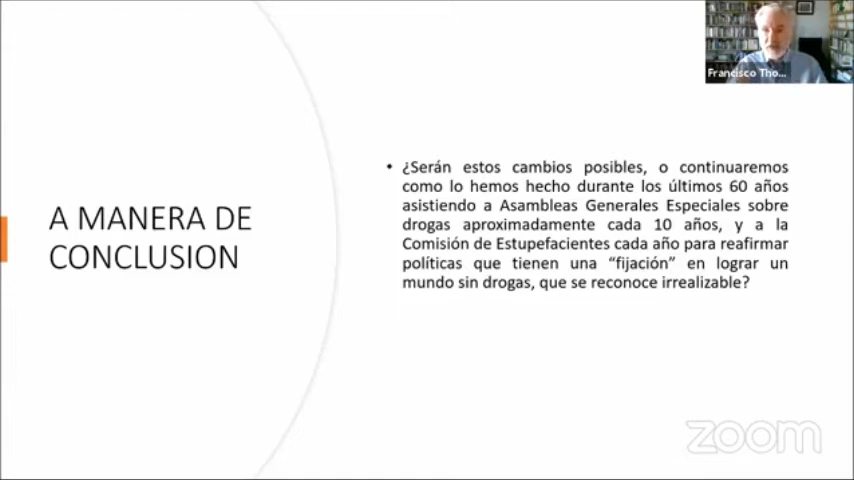 Francisco Tho...
A MANERA DE
CONCLUSION
• ¿Serán estos cambios posibles, o continuaremos
como lo hemos hecho durante los últimos 60 años
asistiendo a Asambleas Generales Especiales sobre
drogas aproximadamente cada 10 años, y a la
Comisión de Estupefacientes cada año para reafirmar
políticas que tienen una “fijación” en lograr un
mundo sin drogas, que se reconoce irrealizable?
zoom